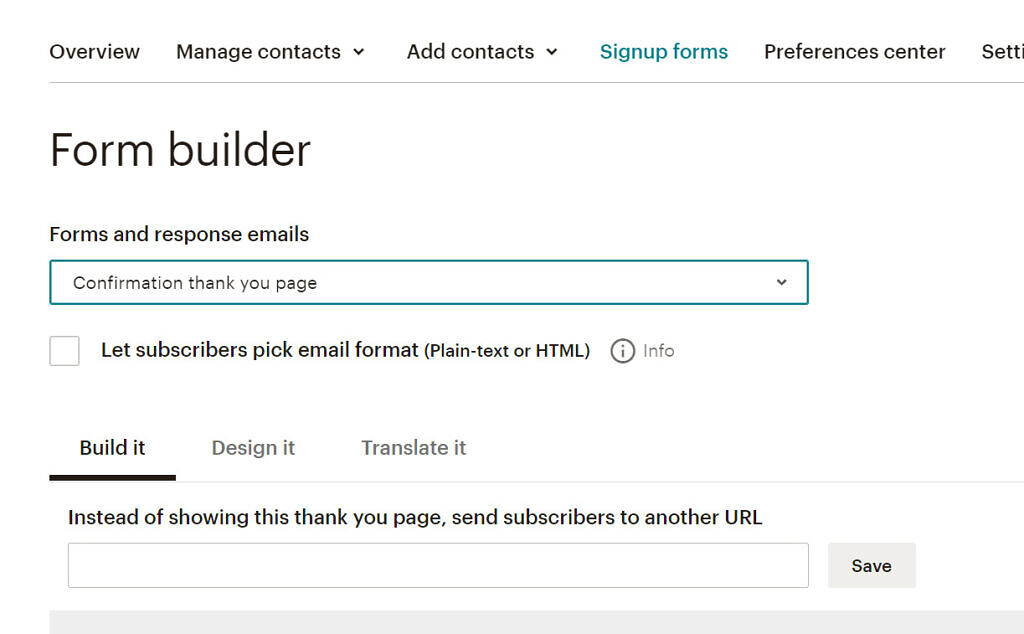 Overview Manage contacts Add contacts Signup forms Preferences center
Form builder
Forms and response emails
Confirmation thank you page
Let subscribers pick email format (Plain-text or HTML) Info
Build it Design it Translate it
Instead of showing this thank you page, send subscribers to another URL
Save